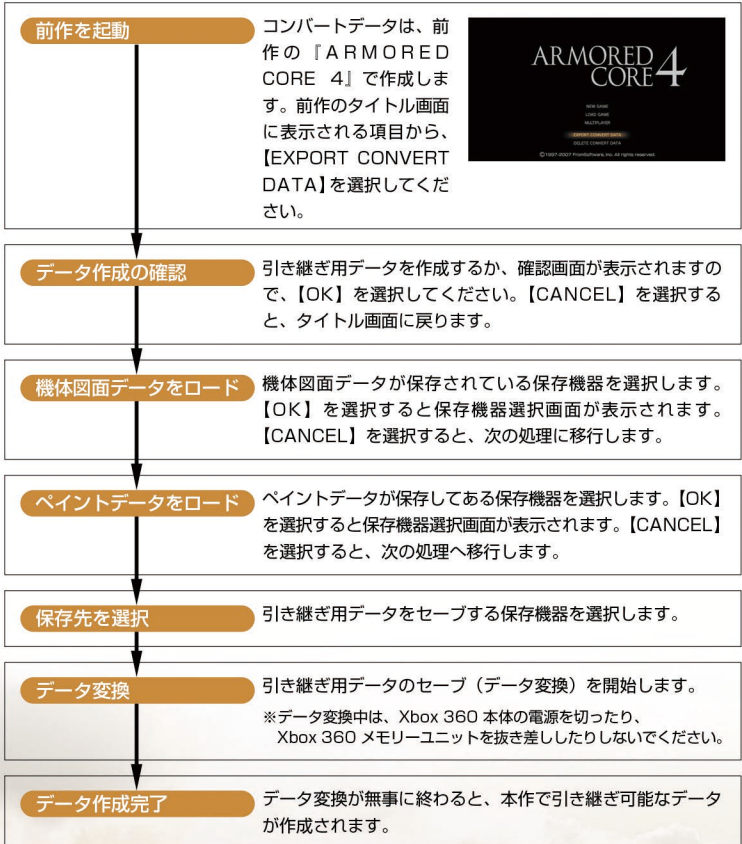 前作を起動
コンバートデータは、前
作の『ARMORED
CORE 4』で作成しま
す。前作のタイトル画面
に表示される項目から、
【EXPORT CONVERT
DATA】を選択してくだ
さい。
ARMORED
CORE 4
NEW GAME
LOAD GAME
MULTIPLAYER
EXPORT CONVERT DATA
DELETE CONVERT DATA
©1997-2007 FromSoftware, Inc. All rights reserved.
データ作成の確認
引き継ぎ用データを作成するか、確認画面が表示されますの
で、【OK】を選択してください。【CANCEL】を選択する
と、タイトル画面に戻ります。
機体図面データをロード
機体図面データが保存されている保存機器を選択します。
【OK】を選択すると保存機器選択画面が表示されます。
【CANCEL】を選択すると、次の処理に移行します。
ペイントデータをロード
ペイントデータが保存してある保存機器を選択します。【OK】
を選択すると保存機器選択画面が表示されます。【CANCEL】
を選択すると、次の処理へ移行します。
保存先を選択
引き継ぎ用データをセーブする保存機器を選択します。
データ変換
引き継ぎ用データのセーブ（データ変換）を開始します。
※データ変換中は、Xbox 360 本体の電源を切ったり、
Xbox 360 メモリーユニットを抜き差ししたりしないでください。
データ作成完了
データ変換が無事に終わると、本作で引き継ぎ可能なデータ
が作成されます。